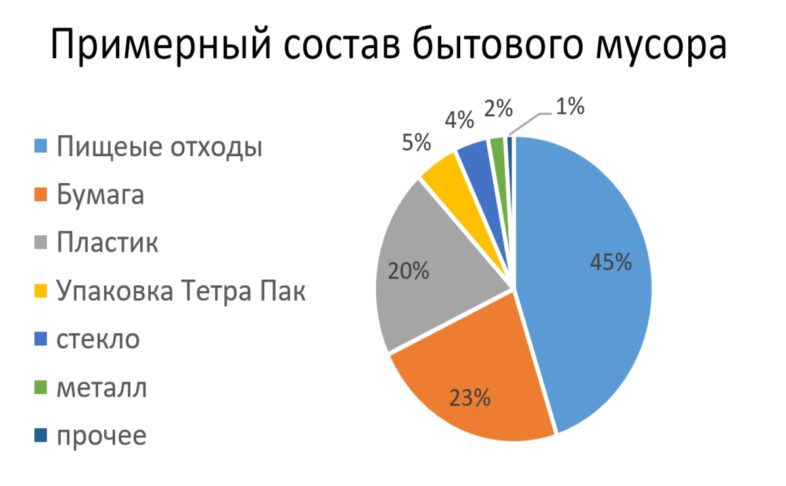 Примерный состав бытового мусора
Пищеые отходы
Бумага
Пластик
Упаковка Тетра Пак
стекло
металл
прочее
5%
4%
2%
1%
45%
20%
23%